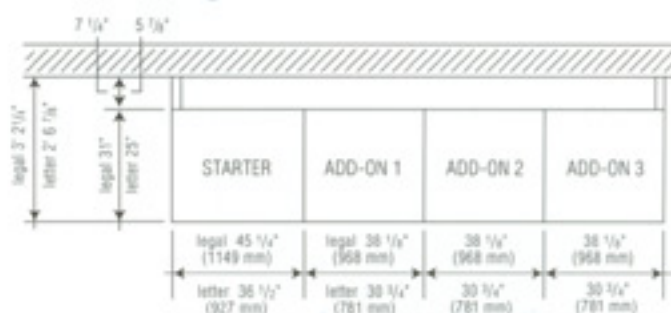 7 1/4" 5 7/8"
legal 3' 2 1/4"
letter 2' 6 7/8"
legal 31"
letter 25"
STARTER ADD-ON 1 ADD-ON 2 ADD-ON 3
legal 45 1/4" legal 38 1/8" 38 1/8" 38 1/8"
(1149 mm) (968 mm) (968 mm) (968 mm)
letter 36 1/2" letter 30 3/4" 30 3/4" 30 3/4"
(927 mm) (781 mm) (781 mm) (781 mm)